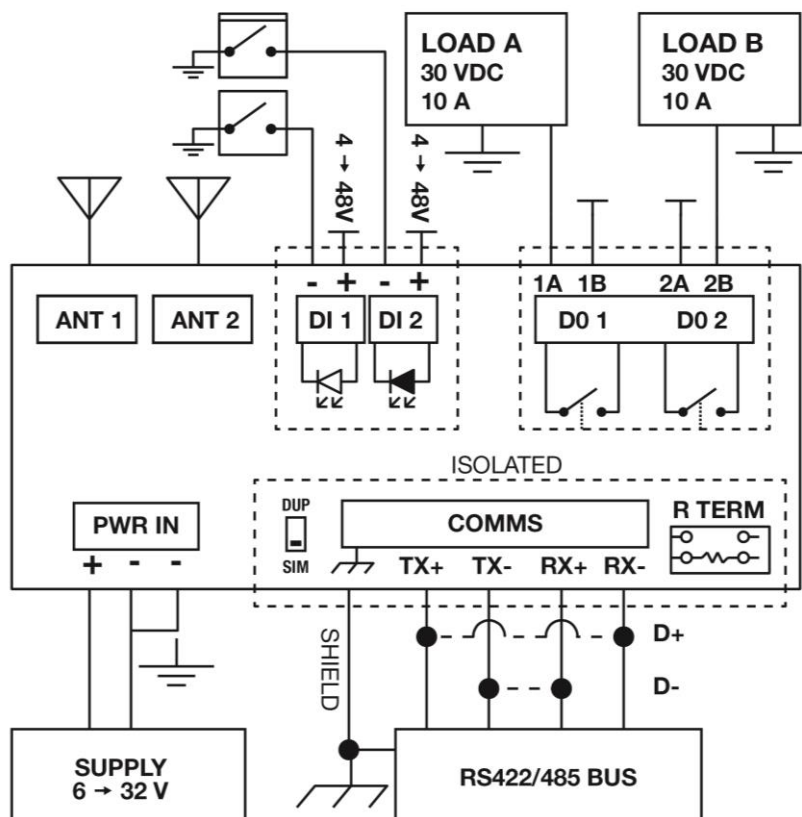 LOAD A
30 VDC
10 A
LOAD B
30 VDC
10 A
4 → 48V
4 → 48V
- + - +
1A 1B 2A 2B
ANT 1
ANT 2
DI 1
DI 2
D0 1
D0 2
ISOLATED
PWR IN
+ - -
DUP
SIM
COMMS
R TERM
TX+ TX- RX+ RX-
SHIELD
D+
D-
SUPPLY
6 → 32 V
RS422/485 BUS